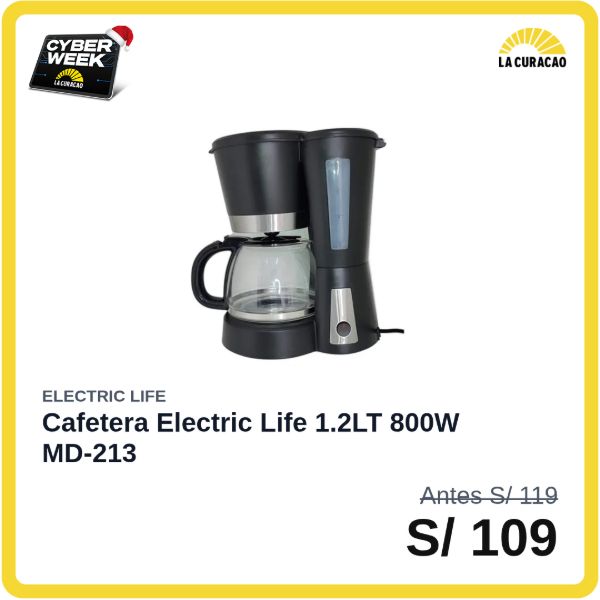 CYBER
WEEK
LA CURACAO
LA CURACAO
ELECTRIC LIFE
Cafetera Electric Life 1.2LT 800W
MD-213
Antes S/ 119
S/ 109